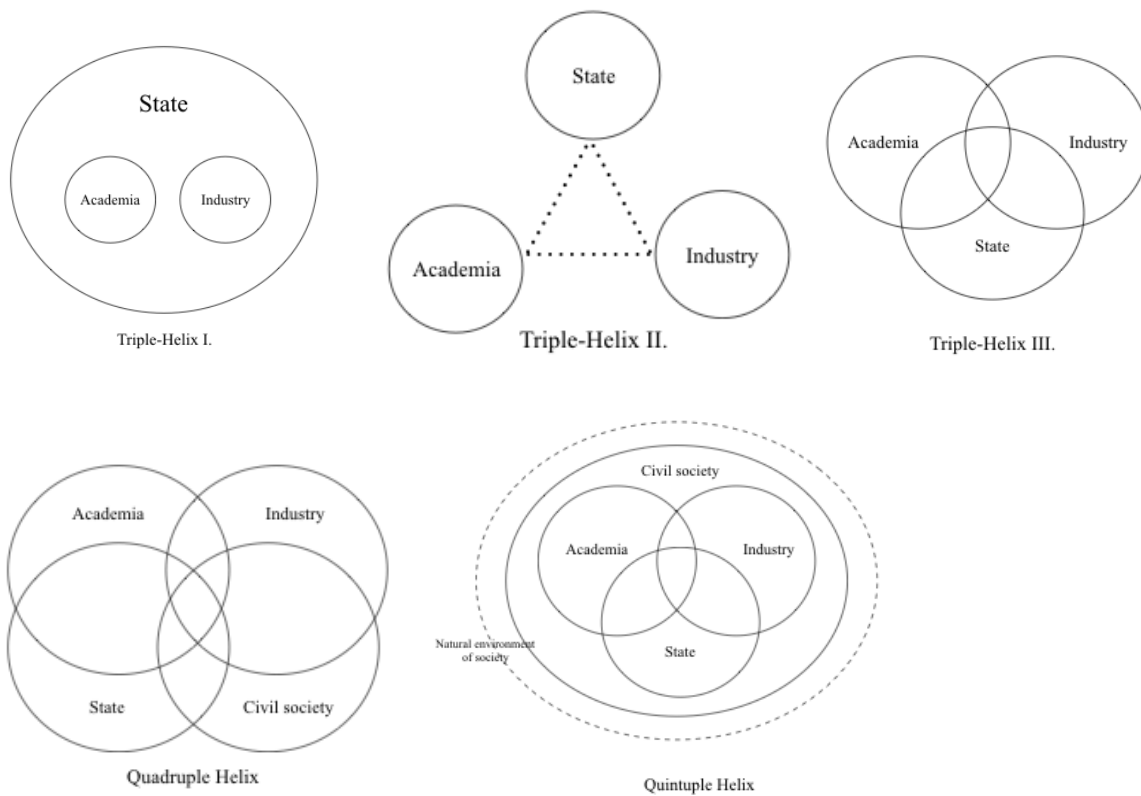 State
Academia
Industry
Triple-Helix I.
State
Academia
Industry
Triple-Helix II.
Academia
Industry
State
Triple-Helix III.
Academia
Industry
State
Civil society
Quadruple Helix
Civil society
Academia
Industry
Natural environment
of society
State
Quintuple Helix